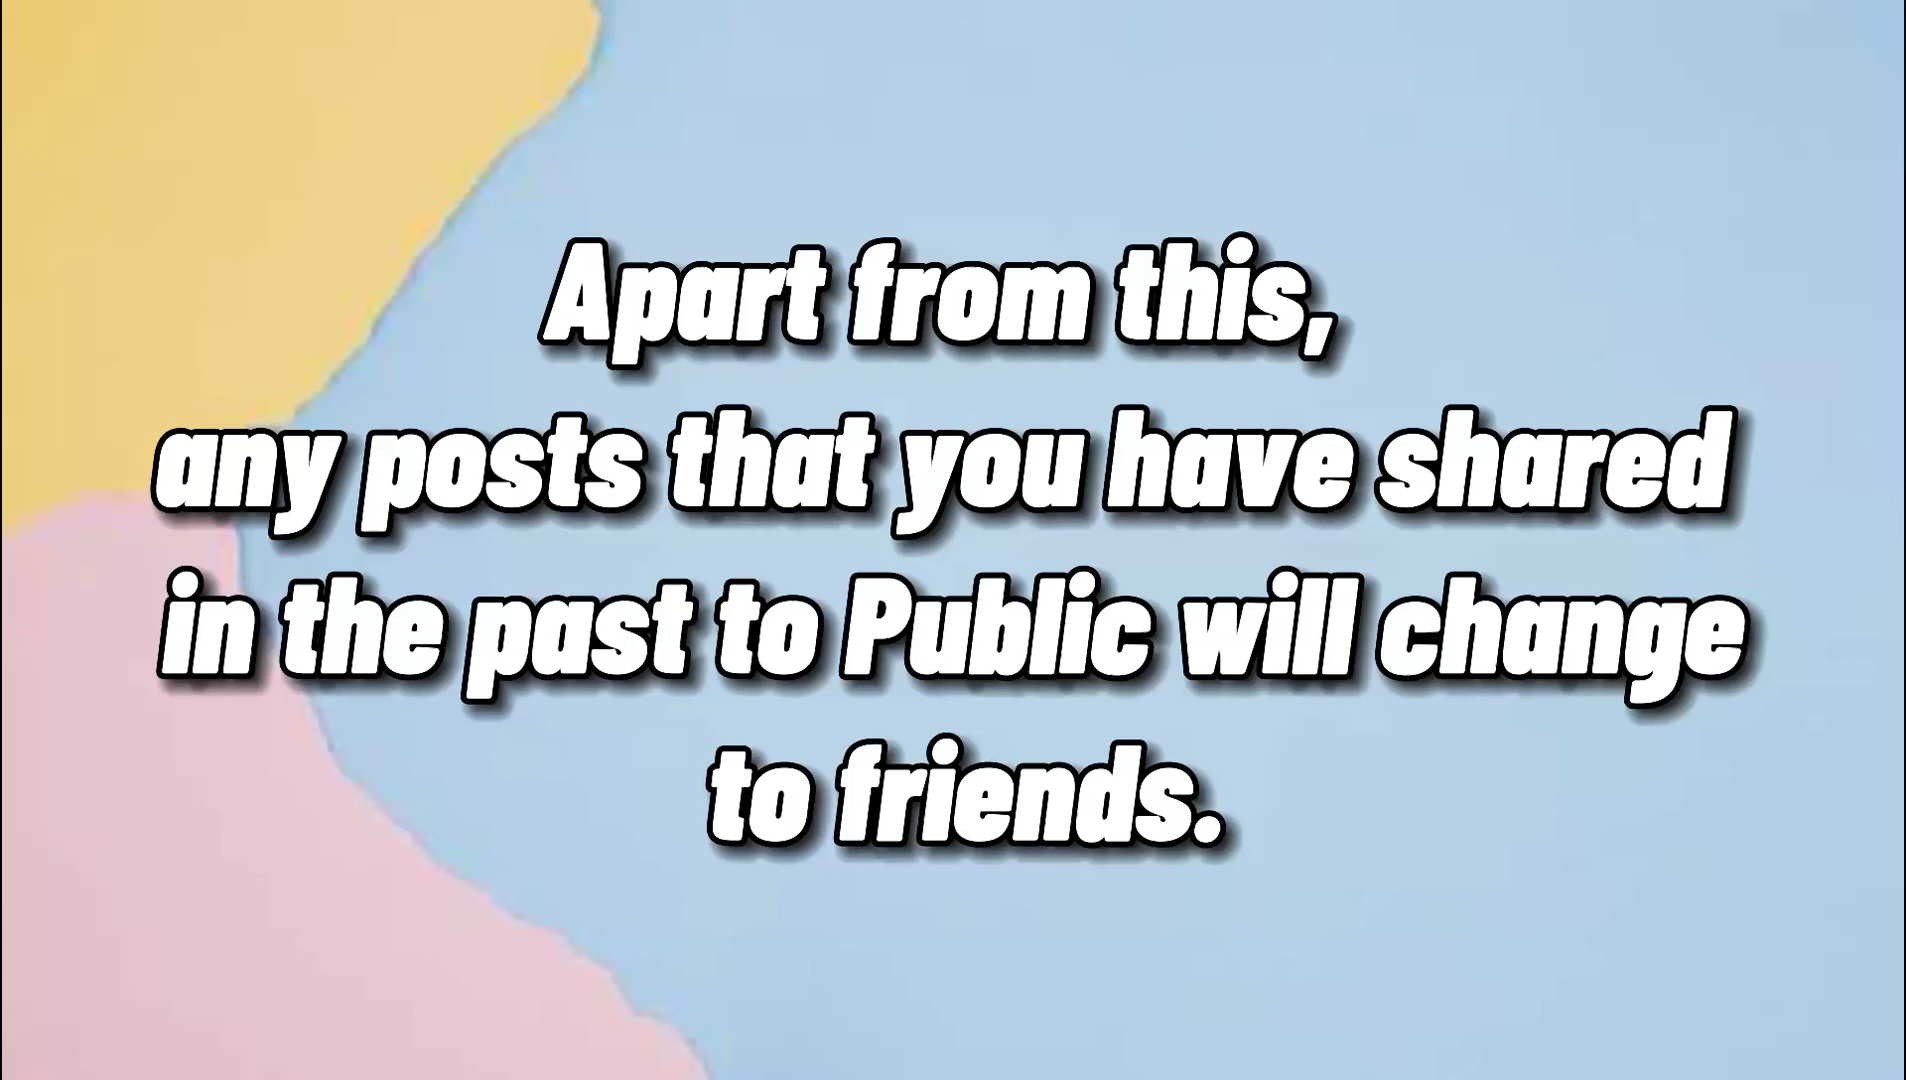 Apart from this,
any posts that you have shared
in the past to Public will change
to friends.